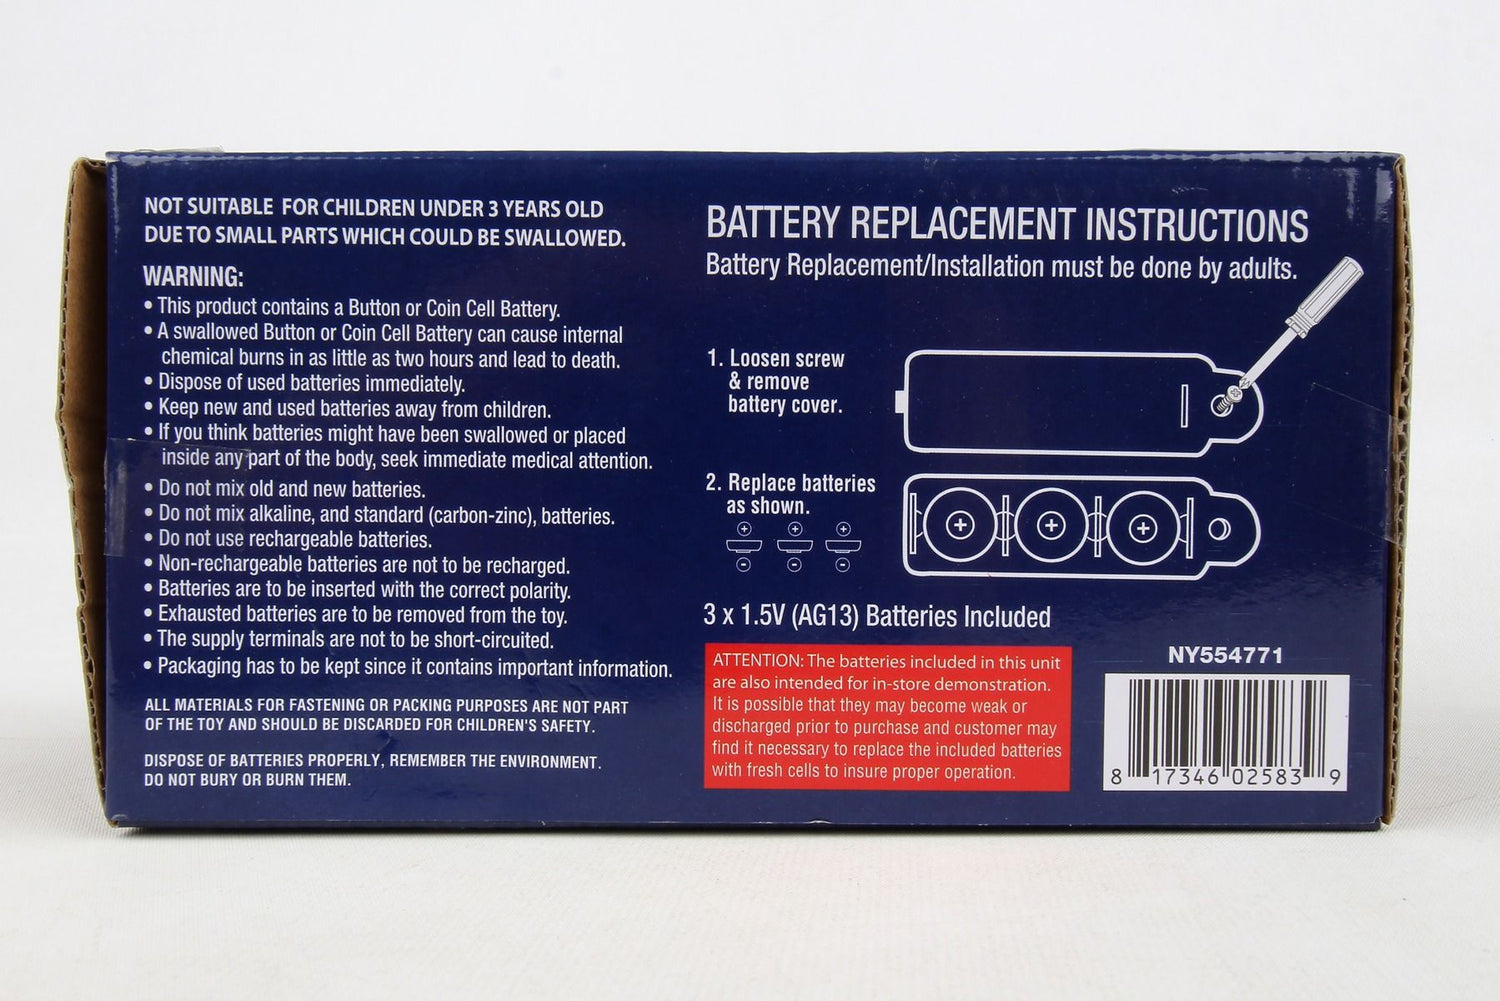 NOT SUITABLE FOR CHILDREN UNDER 3 YEARS OLD
DUE TO SMALL PARTS WHICH COULD BE SWALLOWED.
WARNING:
• This product contains a Button or Coin Cell Battery.
• A swallowed Button or Coin Cell Battery can cause internal
chemical burns in as little as two hours and lead to death.
• Dispose of used batteries immediately.
• Keep new and used batteries away from children.
• If you think batteries might have been swallowed or placed
inside any part of the body, seek immediate medical attention.
• Do not mix old and new batteries.
• Do not mix alkaline, and standard (carbon-zinc), batteries.
• Do not use rechargeable batteries.
• Non-rechargeable batteries are not to be recharged.
• Batteries are to be inserted with the correct polarity.
• Exhausted batteries are to be removed from the toy.
• The supply terminals are not to be short-circuited.
• Packaging has to be kept since it contains important information.
ALL MATERIALS FOR FASTENING OR PACKING PURPOSES ARE NOT PART
OF THE TOY AND SHOULD BE DISCARDED FOR CHILDREN'S SAFETY.
DISPOSE OF BATTERIES PROPERLY, REMEMBER THE ENVIRONMENT.
DO NOT BURY OR BURN THEM.
BATTERY REPLACEMENT INSTRUCTIONS
Battery Replacement/Installation must be done by adults.
1. Loosen screw
& remove
battery cover.
2. Replace batteries
as shown.
+ + +
- - -
+ + +
3 x 1.5V (AG13) Batteries Included
ATTENTION: The batteries included in this unit
are also intended for in-store demonstration.
It is possible that they may become weak or
discharged prior to purchase and customer may
find it necessary to replace the included batteries
with fresh cells to insure proper operation.
NY554771
8 17346 02583 9